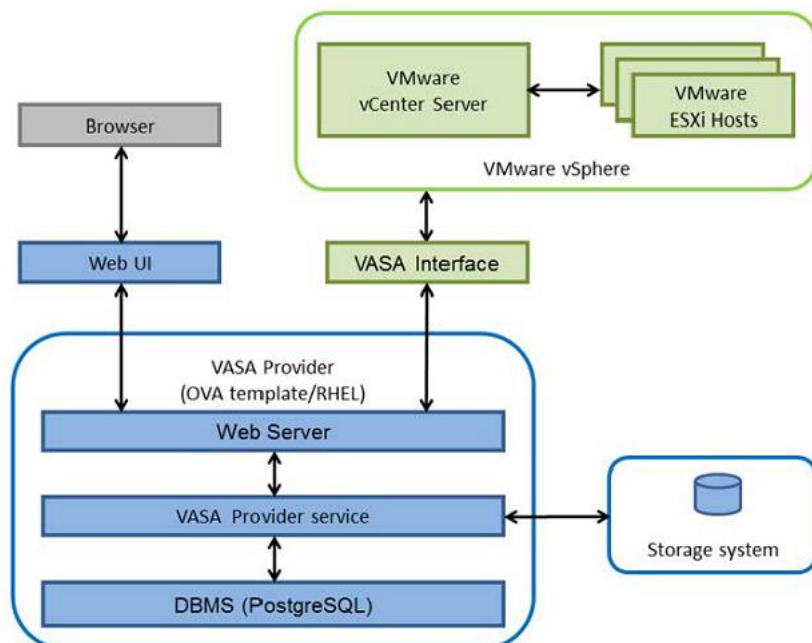 VMware
vCenter Server
VMware
ESXi Hosts
VMware vSphere
Browser
Web UI
VASA Interface
VASA Provider
(OVA template/RHEL)
Web Server
VASA Provider service
DBMS (PostgreSQL)
Storage system